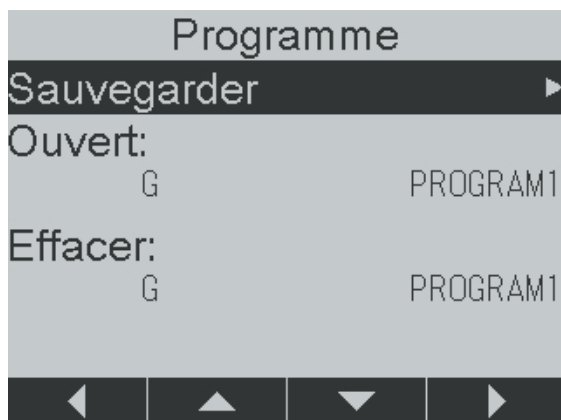 Programme
Sauvegarder
Ouvert:
G PROGRAM1
Effacer:
G PROGRAM1